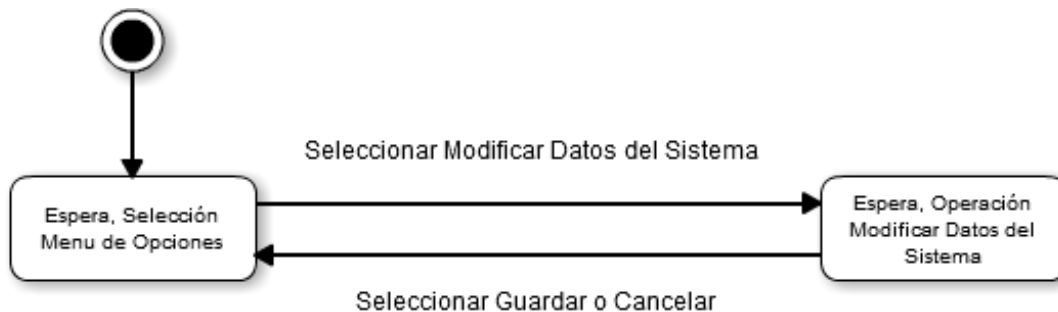 Seleccionar Modificar Datos del Sistema
Espera, Selección
Menu de Opciones
Espera, Operación
Modificar Datos del
Sistema
Seleccionar Guardar o Cancelar